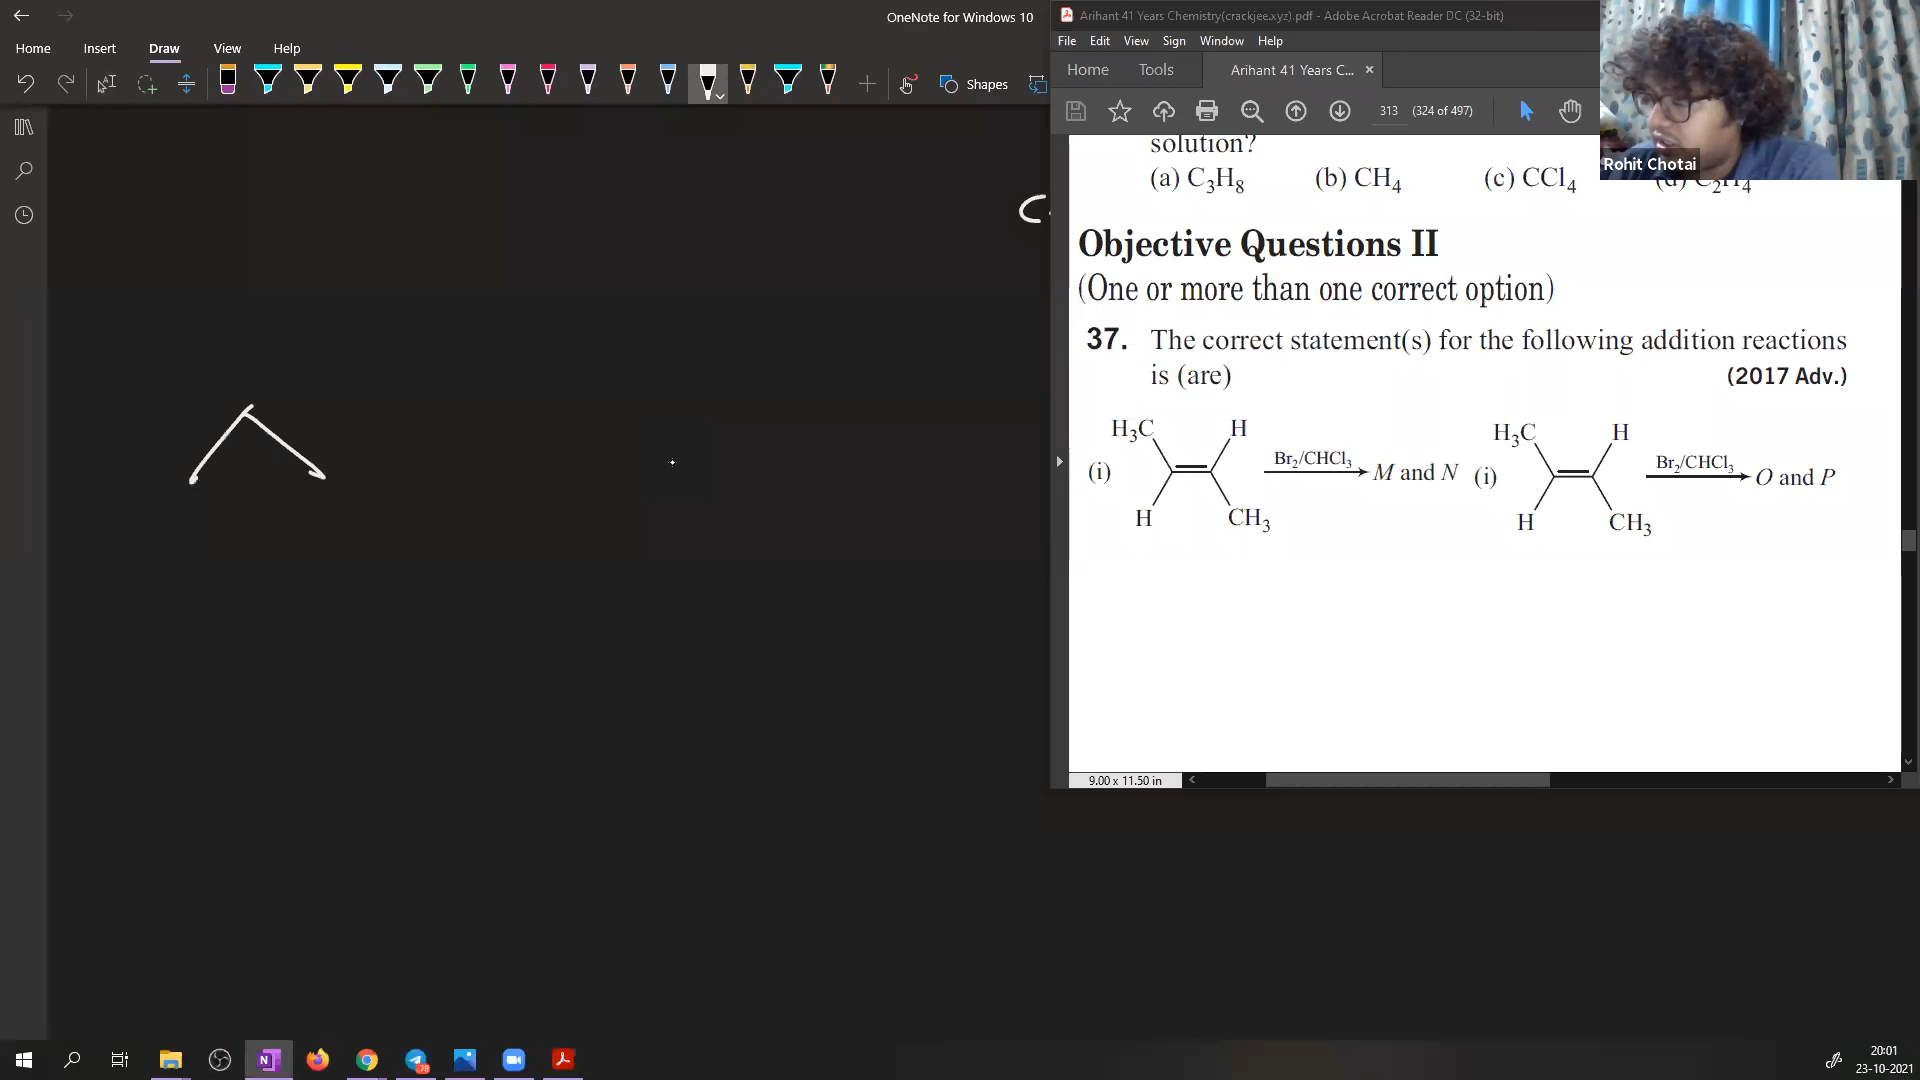 OneNote for Windows 10
Home Insert Draw View Help
Shapes
Arihant 41 Years Chemistry(crackjee.xyz).pdf - Adobe Acrobat Reader DC (32-bit)
File Edit View Sign Window Help
Home Tools Arihant 41 Years C... ×
313 (324 of 497)
Rohit Chotai
solution?
(a) C3H8 (b) CH4 (c) CCl4 (d) C2H4
Objective Questions II
(One or more than one correct option)
37. The correct statement(s) for the following addition reactions
is (are) (2017 Adv.)
H3C H H3C H
(i) Br2/CHCl3 M and N (i) Br2/CHCl3 O and P
H CH3 H CH3
9.00 x 11.50 in
78
20:01
23-10-2021